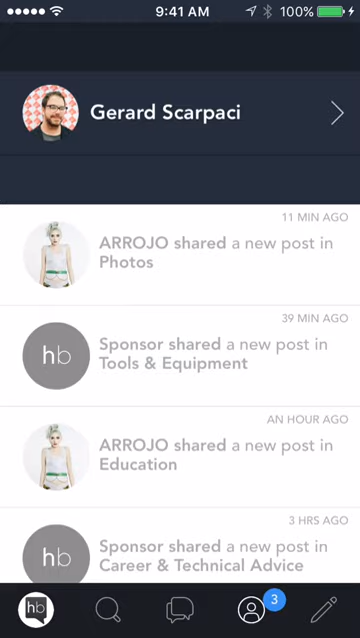 9:41 AM
100%
Gerard Scarpaci
11 MIN AGO
ARROJO shared a new post in
Photos
39 MIN AGO
hb
Sponsor shared a new post in
Tools & Equipment
AN HOUR AGO
ARROJO shared a new post in
Education
3 HRS AGO
hb
Sponsor shared a new post in
Career & Technical Advice
hb
3